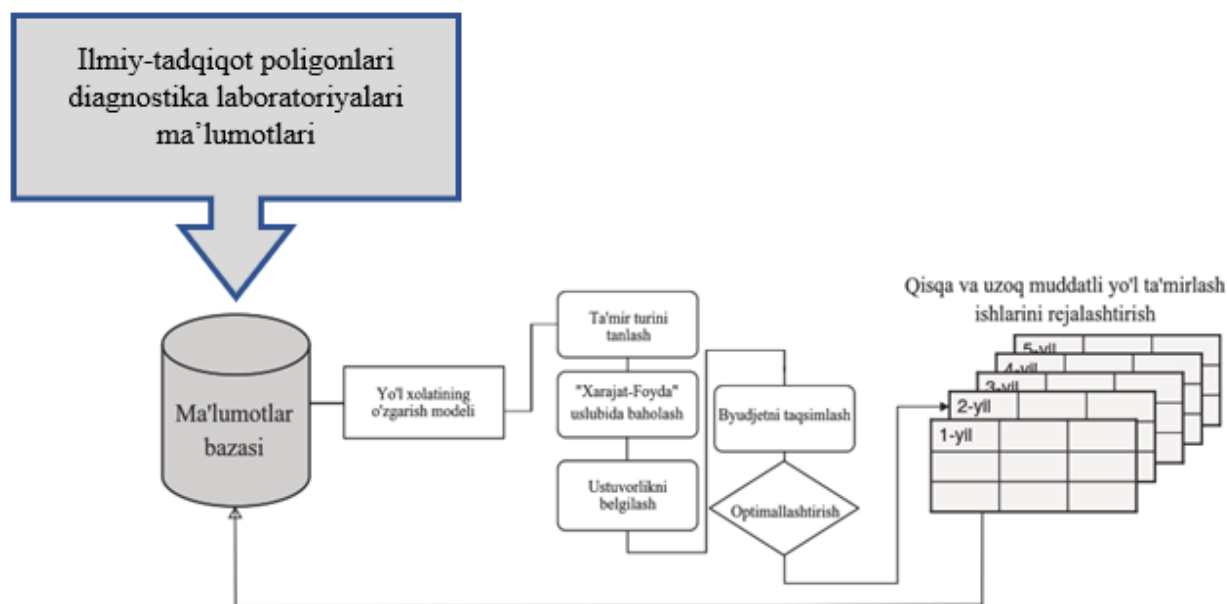 Ilmiy-tadqiqot poligonlari
diagnostika laboratoriyalari
ma’lumotlari
Qisqa va uzoq muddatli yo'l ta'mirlash
ishlarini rejalashtirish
Ma'lumotlar
bazasi
Yo'l xolatining
o'zgarish modeli
Ta'mir turini
tanlash
"Xarajat-Foyda"
uslubida baholash
Ustuvorlikni
belgilash
Byudjetni taqsimlash
Optimallashtirish
5-yil
4-yil
3-yil
2-yil
1-yil